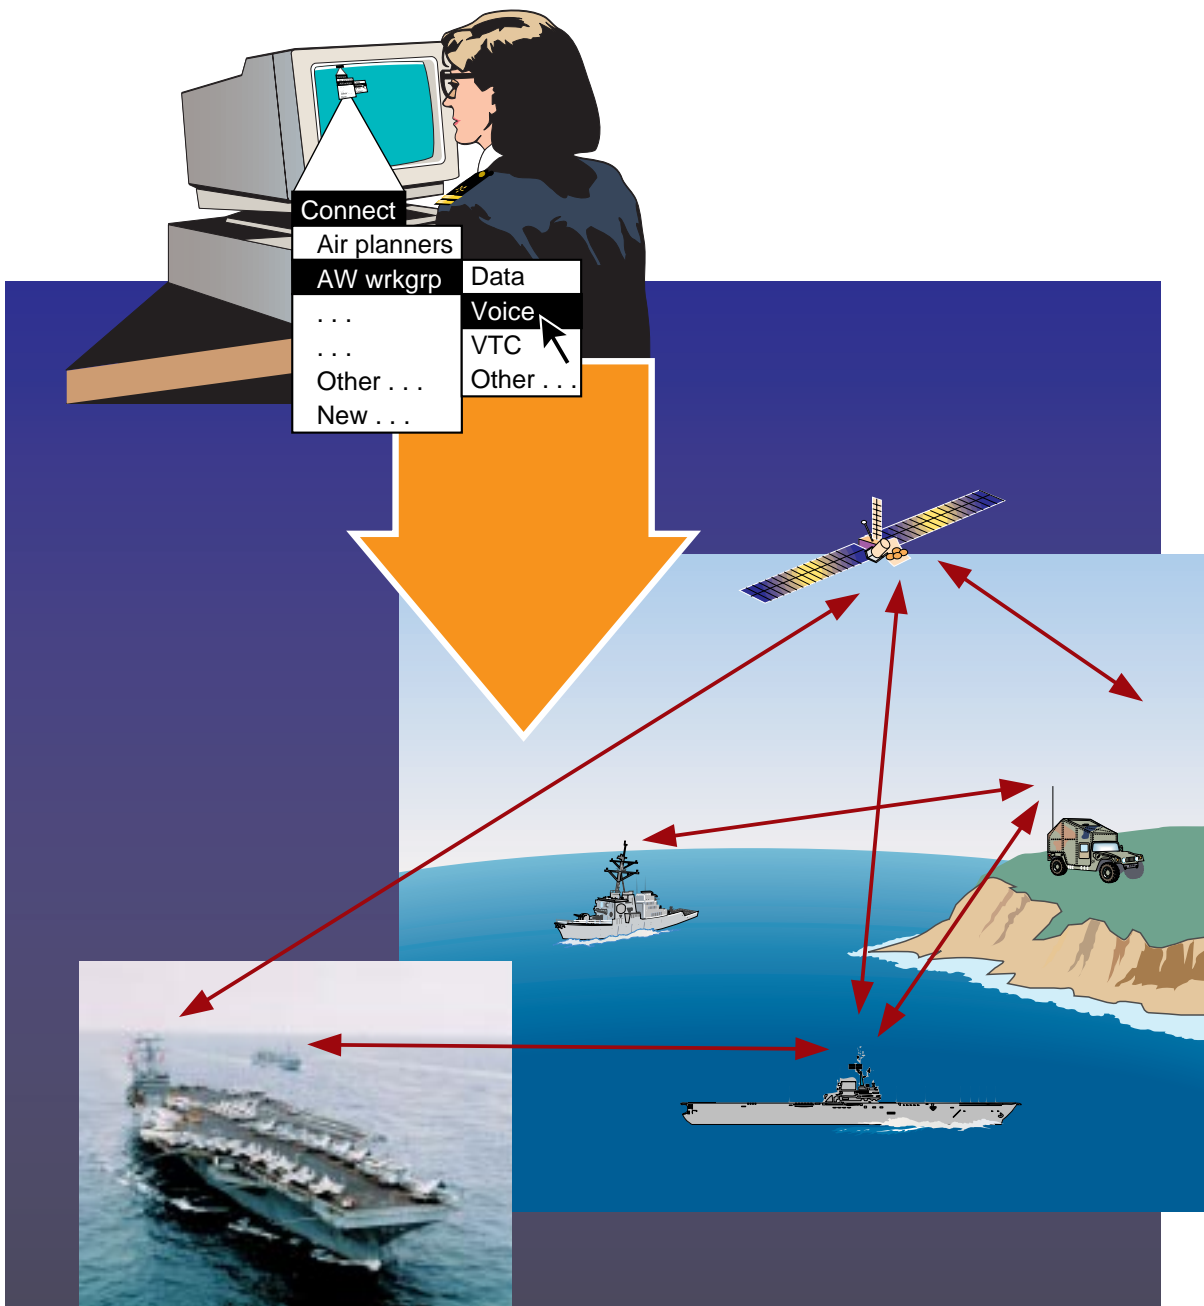 Connect
Air planners
AW wrkgrp
. . .
. . .
Other . . .
New . . .
Data
Voice
VTC
Other . . .